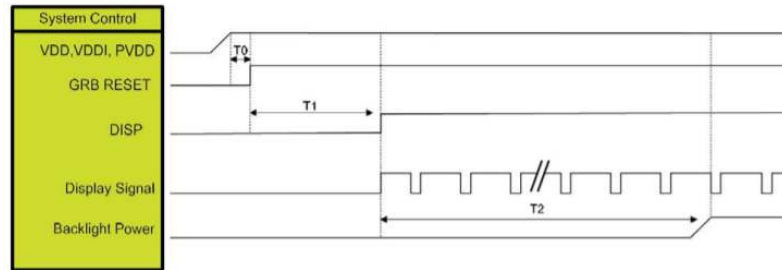 System Control
VDD,VDDI, PVDD
T0
GRB RESET
T1
DISP
Display Signal
T2
Backlight Power